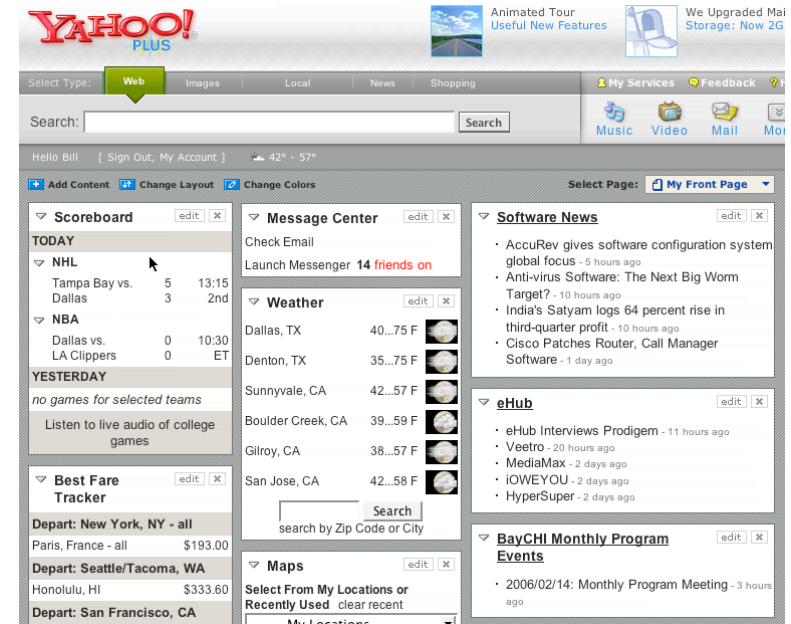 YAHOO!
PLUS
Animated Tour
Useful New Features
We Upgraded Mai
Storage: Now 2G
Select Type: Web Images Local News Shopping
My Services Feedback
Search: Search
Music Video Mail Mor
Hello Bill [ Sign Out, My Account ] 42° - 57°
Add Content Change Layout Change Colors
Select Page: My Front Page
Scoreboard edit
TODAY
NHL
Tampa Bay vs. 5 13:15
Dallas 3 2nd
NBA
Dallas vs. 0 10:30
LA Clippers 0 ET
YESTERDAY
no games for selected teams
Listen to live audio of college
games
Best Fare edit
Tracker
Depart: New York, NY - all
Paris, France - all $193.00
Depart: Seattle/Tacoma, WA
Honolulu, HI $333.60
Depart: San Francisco, CA
Message Center edit
Check Email
Launch Messenger 14 friends on
Weather edit
Dallas, TX 40...75 F
Denton, TX 35...75 F
Sunnyvale, CA 42...57 F
Boulder Creek, CA 39...59 F
Gilroy, CA 38...57 F
San Jose, CA 42...58 F
Search
search by Zip Code or City
Maps edit
Select From My Locations or
Recently Used clear recent
My Locations
Software News edit
· AccuRev gives software configuration system
global focus - 5 hours ago
· Anti-virus Software: The Next Big Worm
Target? - 10 hours ago
· India's Satyam logs 64 percent rise in
third-quarter profit - 10 hours ago
· Cisco Patches Router, Call Manager
Software - 1 day ago
eHub edit
· eHub Interviews Prodigem - 11 hours ago
· Veetro - 20 hours ago
· MediaMax - 2 days ago
· iOWEYOU - 2 days ago
· HyperSuper - 2 days ago
BayCHI Monthly Program edit
Events
· 2006/02/14: Monthly Program Meeting - 3 hours
ago